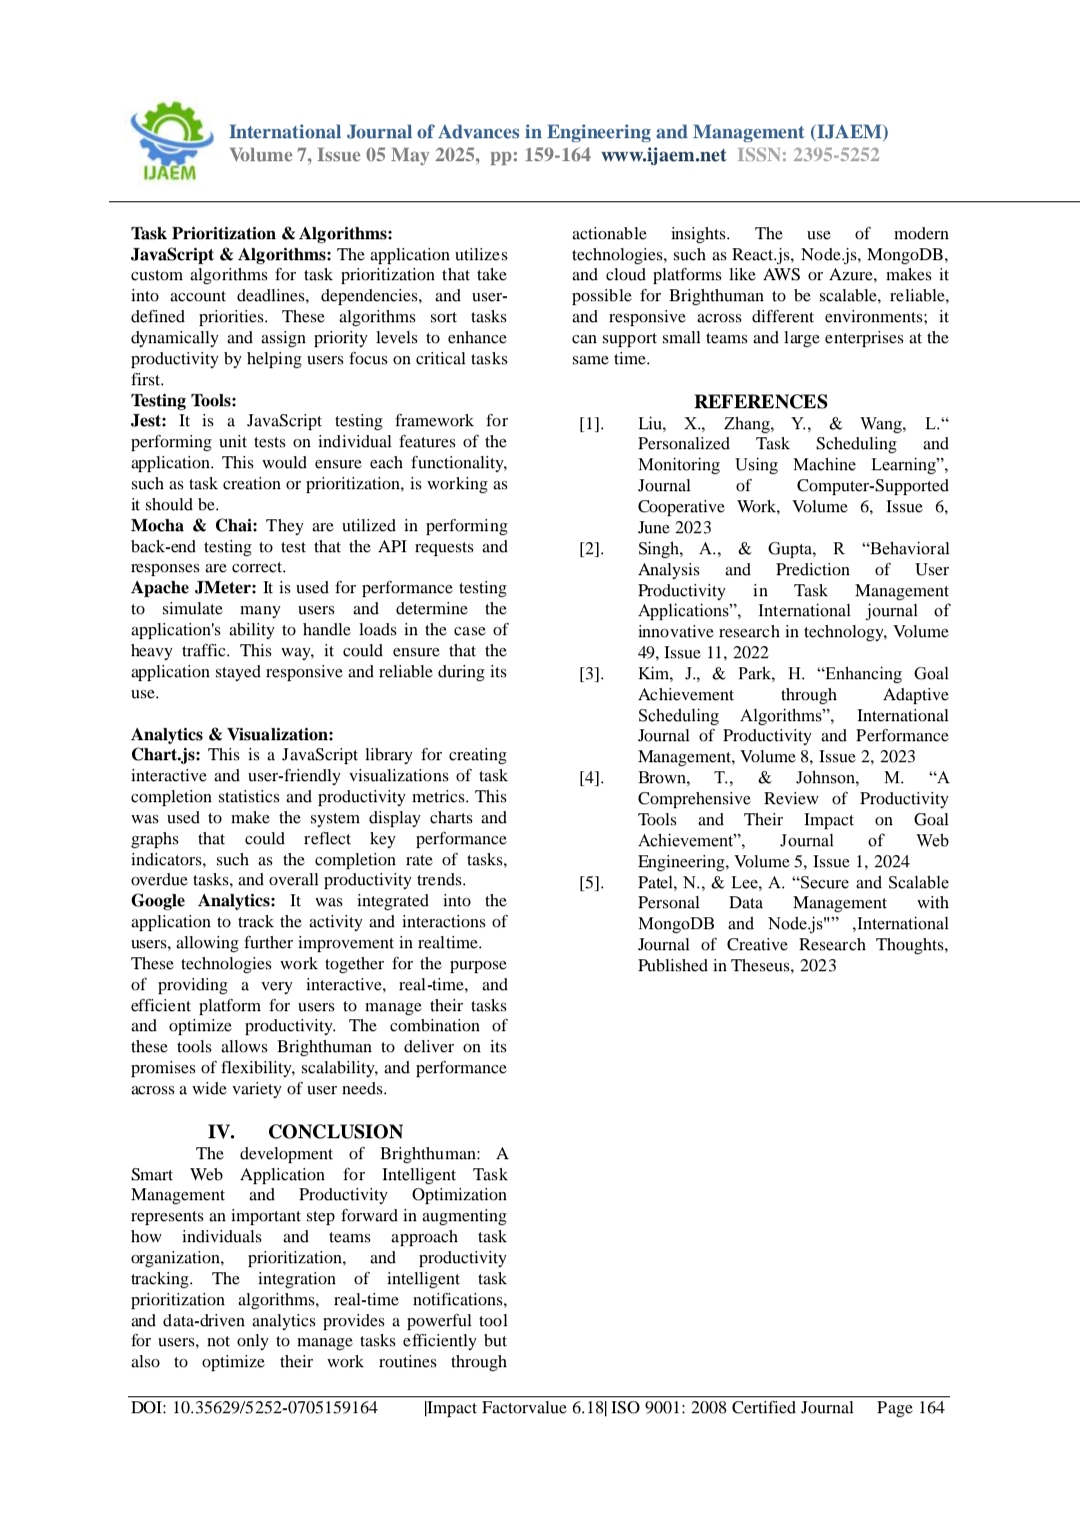 IJAEM
International Journal of Advances in Engineering and Management (IJAEM)
Volume 7, Issue 05 May 2025, pp: 159-164 www.ijaem.net ISSN: 2395-5252
Task Prioritization & Algorithms:
JavaScript & Algorithms: The application utilizes
custom algorithms for task prioritization that take
into account deadlines, dependencies, and user-
defined priorities. These algorithms sort tasks
dynamically and assign priority levels to enhance
productivity by helping users focus on critical tasks
first.
Testing Tools:
Jest: It is a JavaScript testing framework for
performing unit tests on individual features of the
application. This would ensure each functionality,
such as task creation or prioritization, is working as
it should be.
Mocha & Chai: They are utilized in performing
back-end testing to test that the API requests and
responses are correct.
Apache JMeter: It is used for performance testing
to simulate many users and determine the
application's ability to handle loads in the case of
heavy traffic. This way, it could ensure that the
application stayed responsive and reliable during its
use.
Analytics & Visualization:
Chart.js: This is a JavaScript library for creating
interactive and user-friendly visualizations of task
completion statistics and productivity metrics. This
was used to make the system display charts and
graphs that could reflect key performance
indicators, such as the completion rate of tasks,
overdue tasks, and overall productivity trends.
Google Analytics: It was integrated into the
application to track the activity and interactions of
users, allowing further improvement in realtime.
These technologies work together for the purpose
of providing a very interactive, real-time, and
efficient platform for users to manage their tasks
and optimize productivity. The combination of
these tools allows Brighthuman to deliver on its
promises of flexibility, scalability, and performance
across a wide variety of user needs.
IV. CONCLUSION
The development of Brighthuman: A
Smart Web Application for Intelligent Task
Management and Productivity Optimization
represents an important step forward in augmenting
how individuals and teams approach task
organization, prioritization, and productivity
tracking. The integration of intelligent task
prioritization algorithms, real-time notifications,
and data-driven analytics provides a powerful tool
for users, not only to manage tasks efficiently but
also to optimize their work routines through
actionable insights. The use of modern
technologies, such as React.js, Node.js, MongoDB,
and cloud platforms like AWS or Azure, makes it
possible for Brighthuman to be scalable, reliable,
and responsive across different environments; it
can support small teams and large enterprises at the
same time.
REFERENCES
[1]. Liu, X., Zhang, Y., & Wang, L.“
Personalized Task Scheduling and
Monitoring Using Machine Learning”,
Journal of Computer-Supported
Cooperative Work, Volume 6, Issue 6,
June 2023
[2]. Singh, A., & Gupta, R “Behavioral
Analysis and Prediction of User
Productivity in Task Management
Applications”, International journal of
innovative research in technology, Volume
49, Issue 11, 2022
[3]. Kim, J., & Park, H. “Enhancing Goal
Achievement through Adaptive
Scheduling Algorithms”, International
Journal of Productivity and Performance
Management, Volume 8, Issue 2, 2023
[4]. Brown, T., & Johnson, M. “A
Comprehensive Review of Productivity
Tools and Their Impact on Goal
Achievement”, Journal of Web
Engineering, Volume 5, Issue 1, 2024
[5]. Patel, N., & Lee, A. “Secure and Scalable
Personal Data Management with
MongoDB and Node.js"” ,International
Journal of Creative Research Thoughts,
Published in Theseus, 2023
DOI: 10.35629/5252-0705159164 |Impact Factorvalue 6.18| ISO 9001: 2008 Certified Journal Page 164